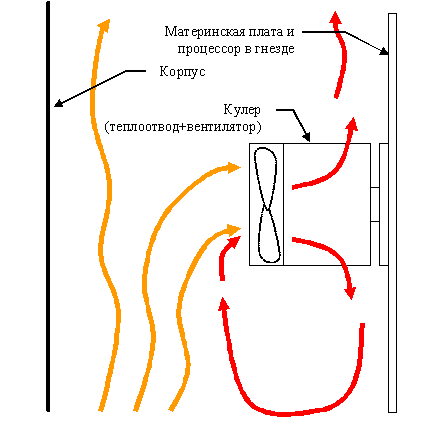 Материнская плата и
процессор в гнезде
Корпус
Кулер
(теплоотвод+вентилятор)